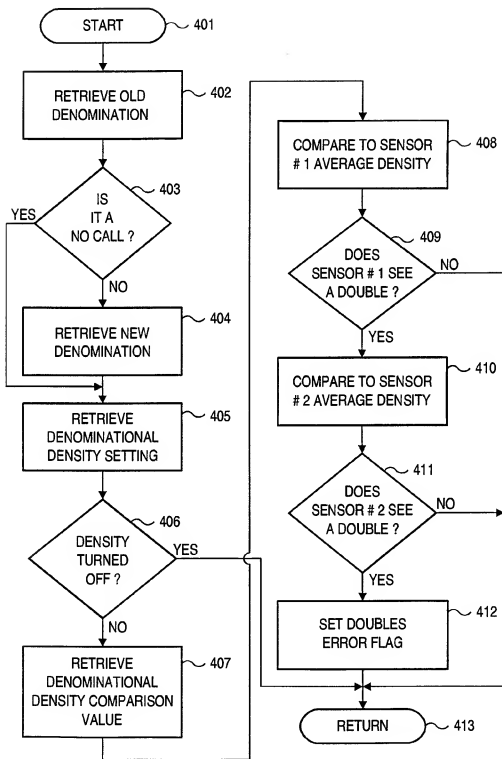 START
401
RETRIEVE OLD
DENOMINATION
402
403
IS
IT A
NO CALL ?
YES
NO
RETRIEVE NEW
DENOMINATION
404
RETRIEVE
DENOMINATIONAL
DENSITY SETTING
405
406
DENSITY
TURNED
OFF ?
YES
NO
RETRIEVE
DENOMINATIONAL
DENSITY COMPARISON
VALUE
407
COMPARE TO SENSOR
# 1 AVERAGE DENSITY
408
409
DOES
SENSOR # 1 SEE
A DOUBLE ?
NO
YES
COMPARE TO SENSOR
# 2 AVERAGE DENSITY
410
411
DOES
SENSOR # 2 SEE
A DOUBLE ?
NO
YES
SET DOUBLES
ERROR FLAG
412
RETURN
413